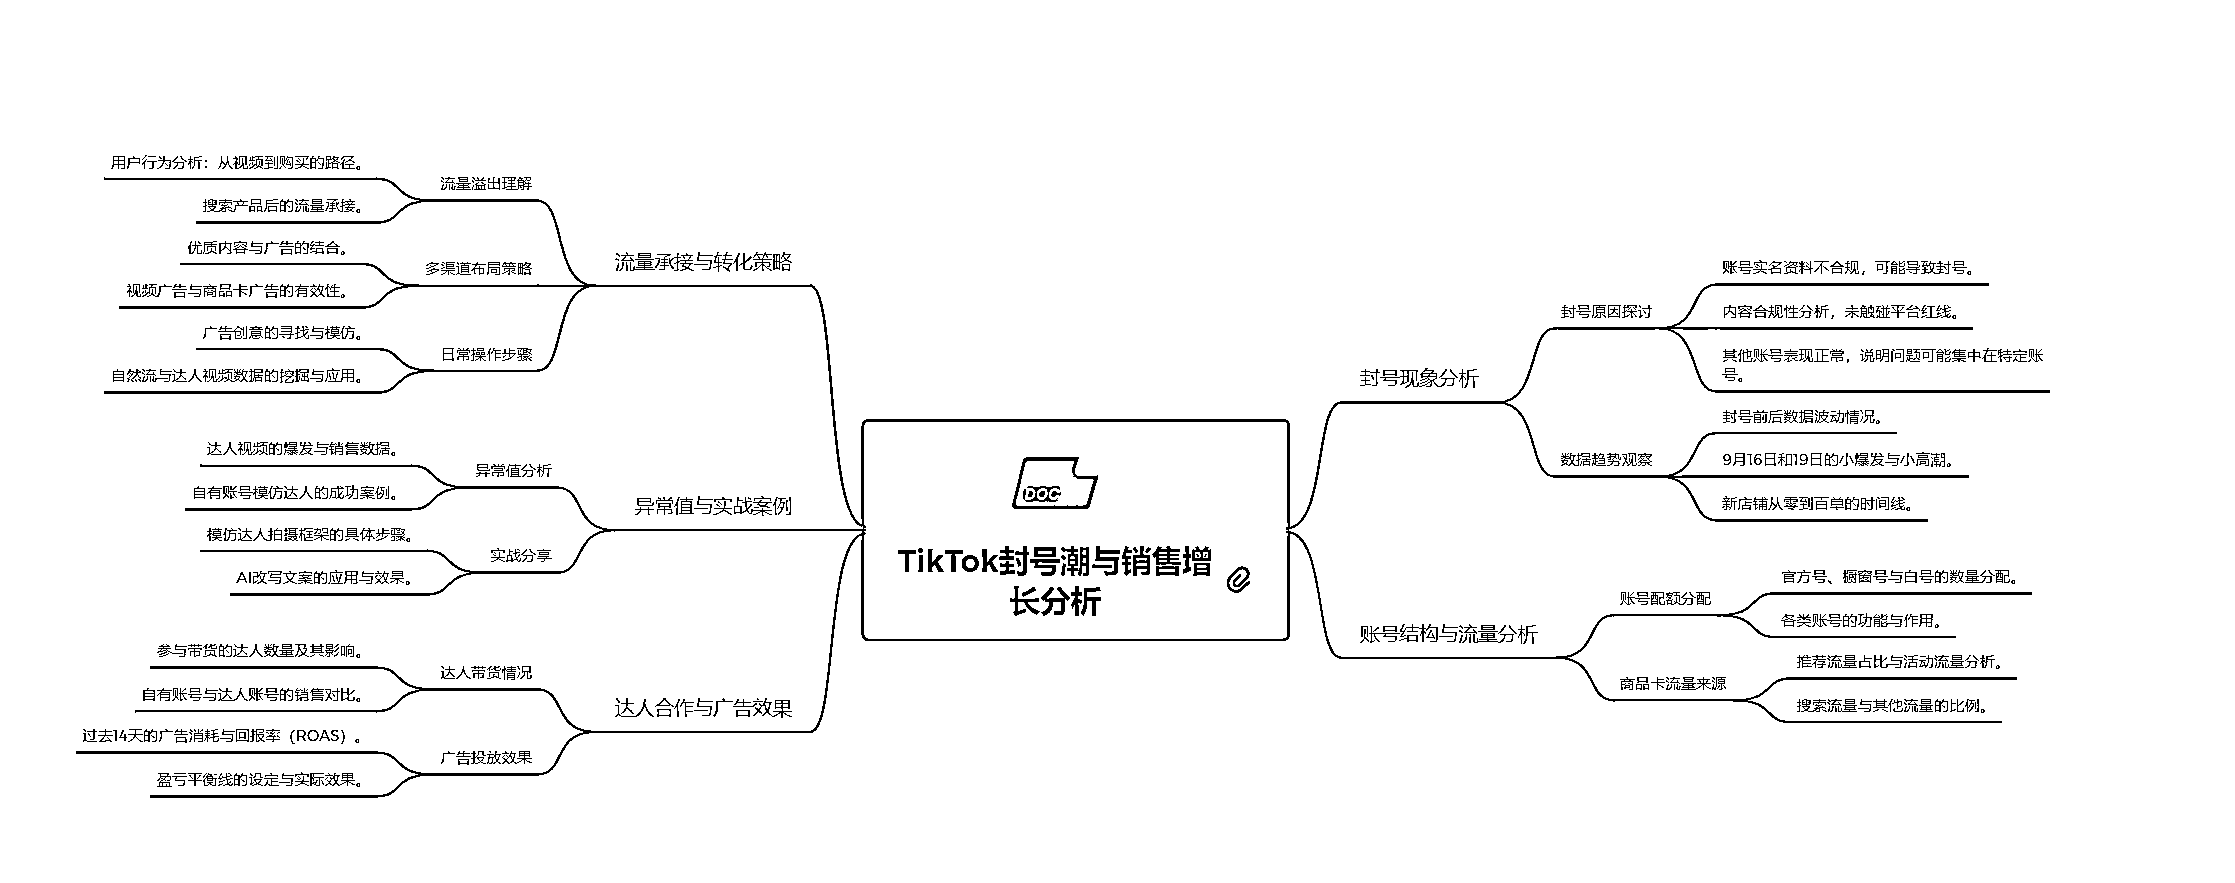 DOC
TikTok封号潮与销售增
长分析
封号现象分析
封号原因探讨
账号实名资料不合规，可能导致封号。
内容合规性分析，未触碰平台红线。
其他账号表现正常，说明问题可能集中在特定账
号。
数据趋势观察
封号前后数据波动情况。
9月16日和19日的小爆发与小高潮。
新店铺从零到百单的时间线。
账号结构与流量分析
账号配额分配
官方号、橱窗号与白号的数量分配。
各类账号的功能与作用。
商品卡流量来源
推荐流量占比与活动流量分析。
搜索流量与其他流量的比例。
流量承接与转化策略
流量溢出理解
用户行为分析：从视频到购买的路径。
搜索产品后的流量承接。
多渠道布局策略
优质内容与广告的结合。
视频广告与商品卡广告的有效性。
日常操作步骤
广告创意的寻找与模仿。
自然流与达人视频数据的挖掘与应用。
异常值与实战案例
异常值分析
达人视频的爆发与销售数据。
自有账号模仿达人的成功案例。
实战分享
模仿达人拍摄框架的具体步骤。
AI改写文案的应用与效果。
达人合作与广告效果
达人带货情况
参与带货的达人数量及其影响。
自有账号与达人账号的销售对比。
广告投放效果
过去14天的广告消耗与回报率（ROAS）。
盈亏平衡线的设定与实际效果。